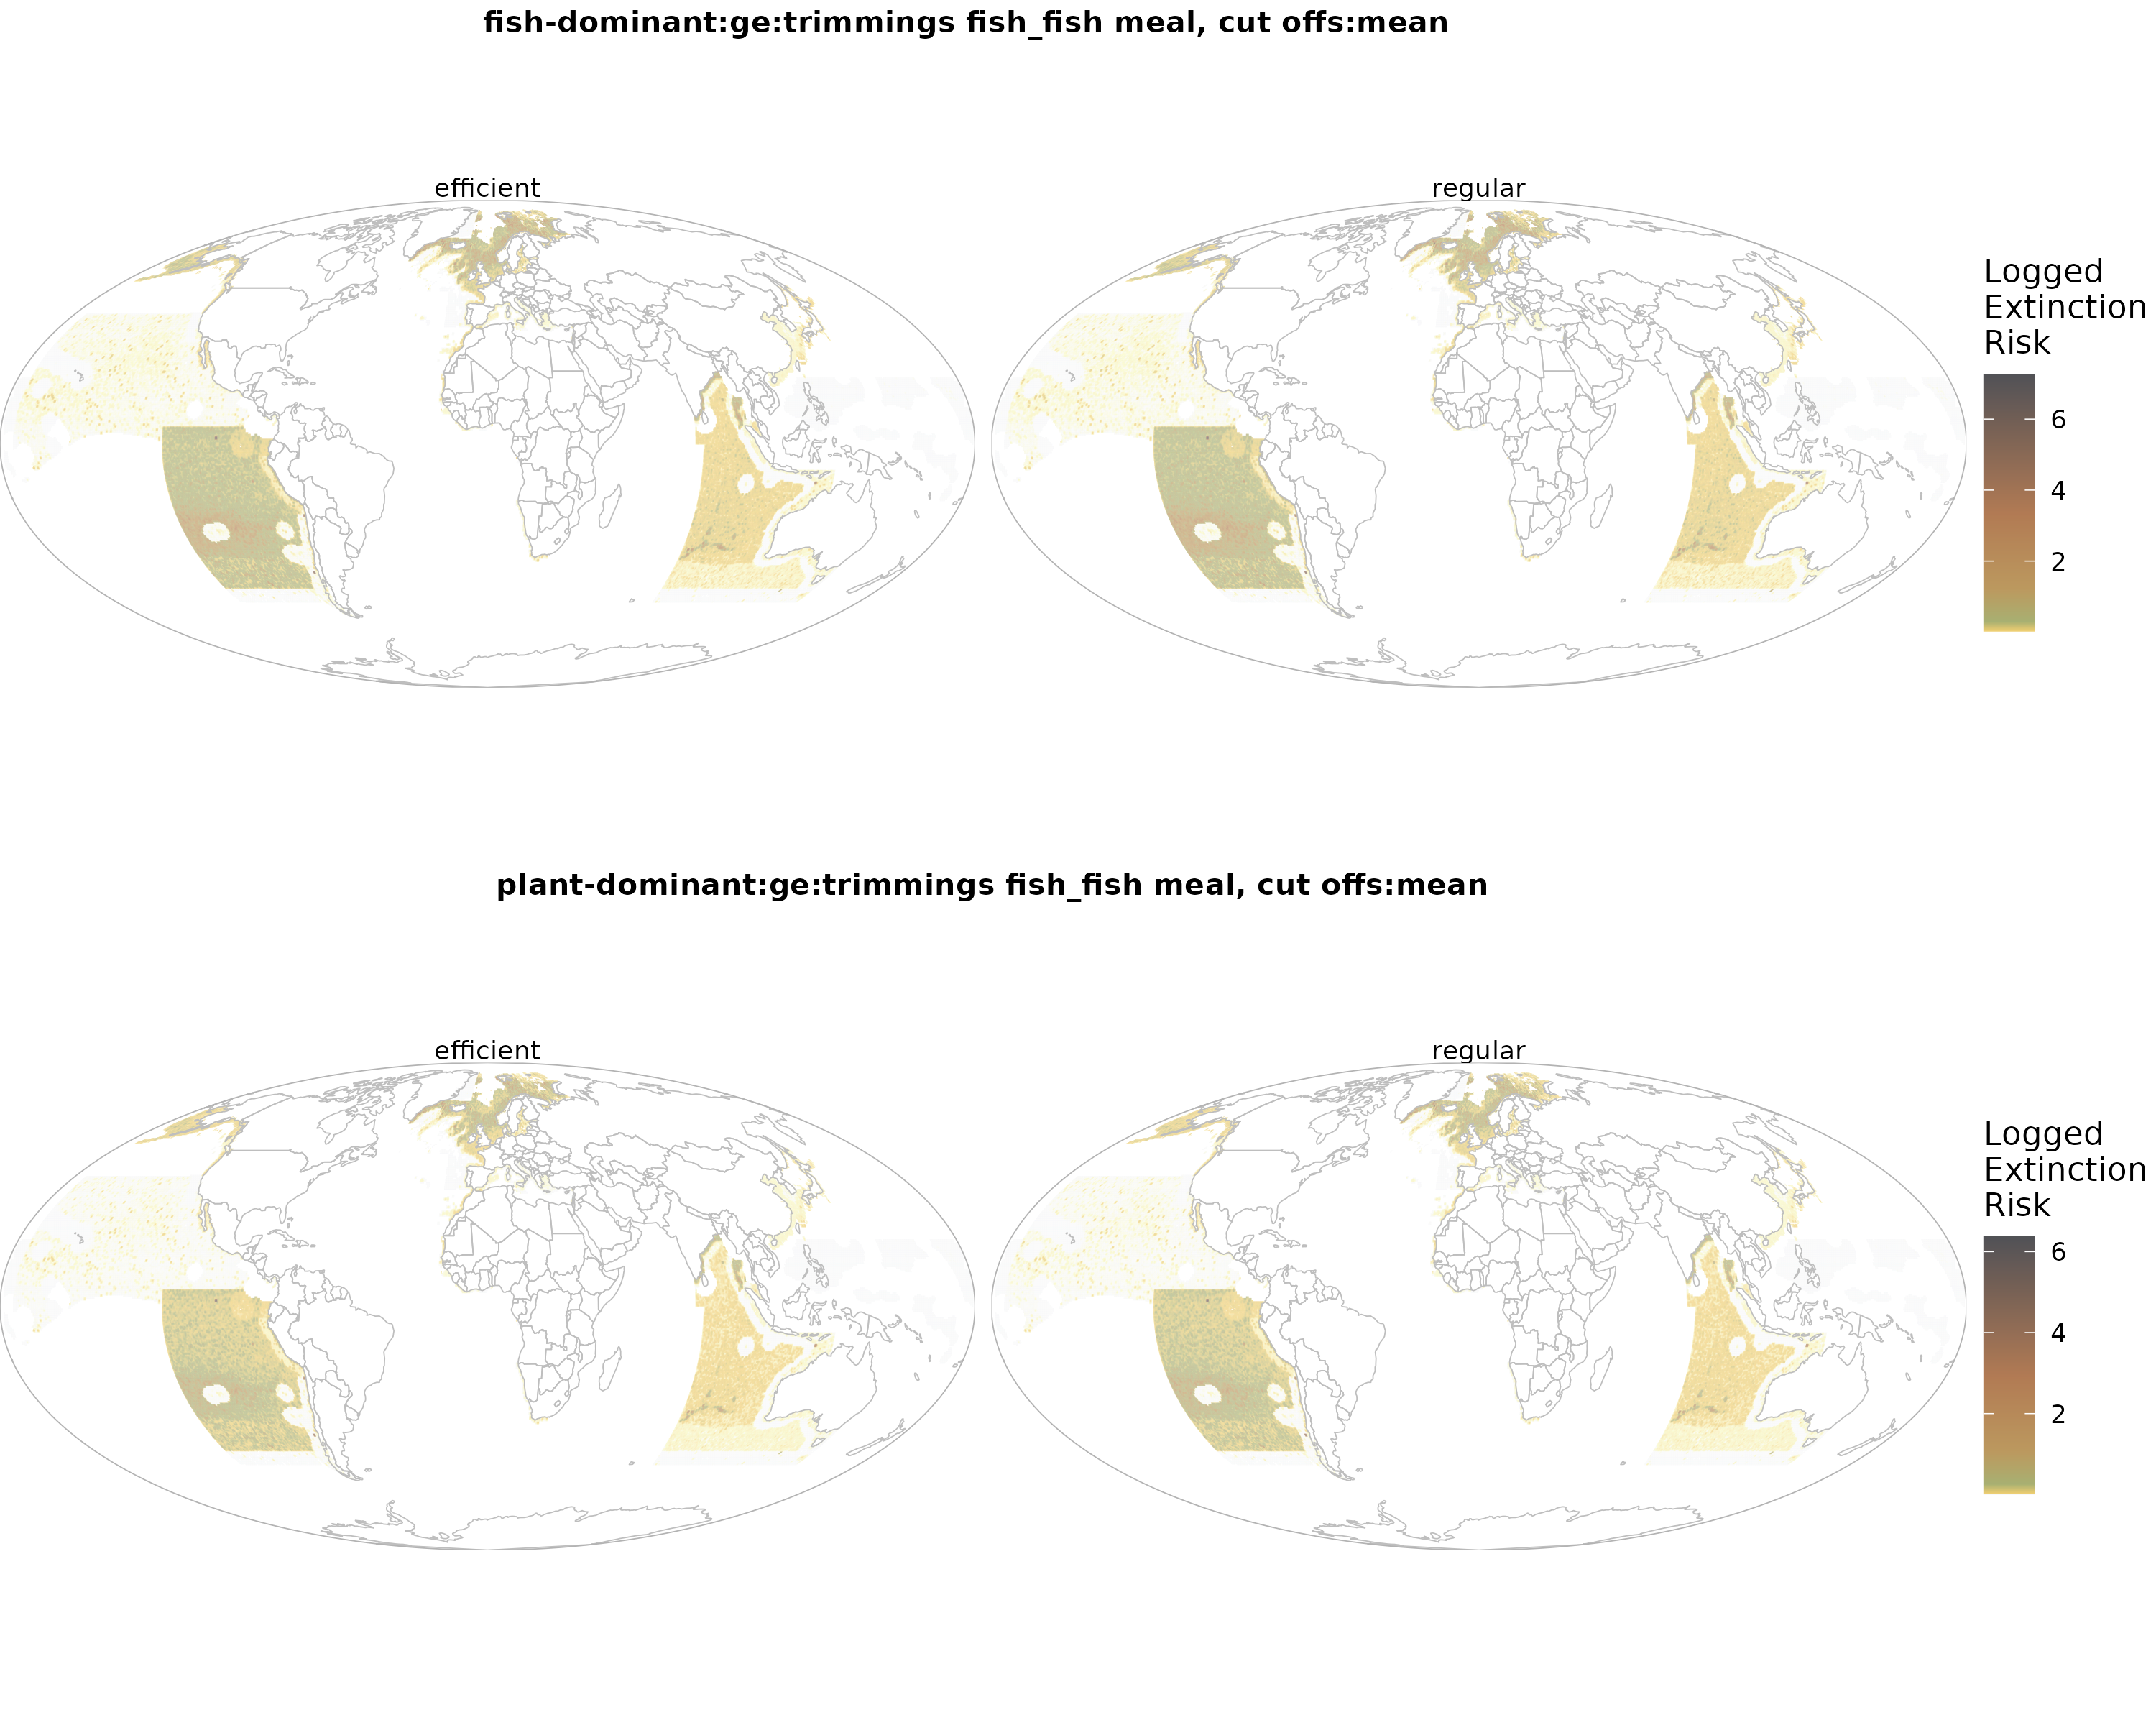 fish-dominant:ge:trimmings fish_fish meal, cut offs:mean
efficient
regular
Logged
Extinction
Risk
6
4
2
plant-dominant:ge:trimmings fish_fish meal, cut offs:mean
efficient
regular
Logged
Extinction
Risk
6
4
2